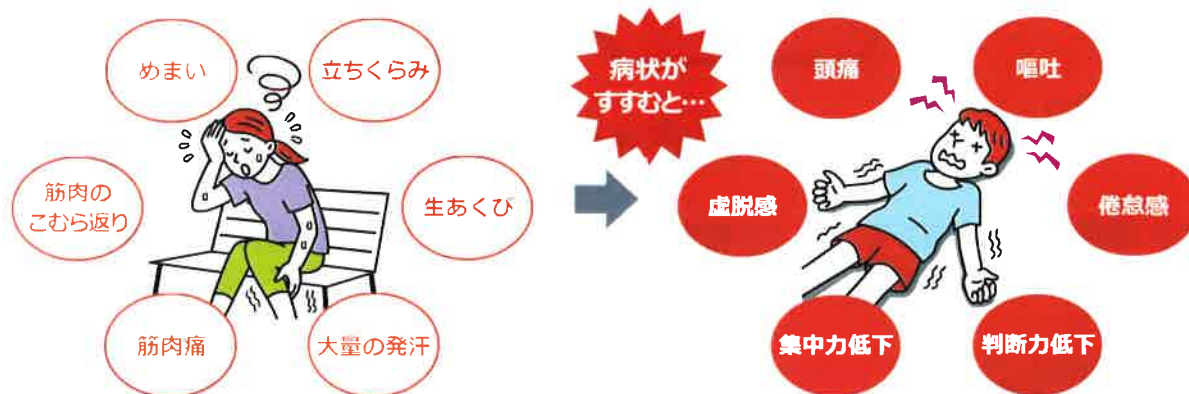 めまい
立ちくらみ
筋肉の
こむら返り
生あくび
筋肉痛
大量の発汗
病状が
すすむと…
頭痛
嘔吐
虚脱感
倦怠感
集中力低下
判断力低下